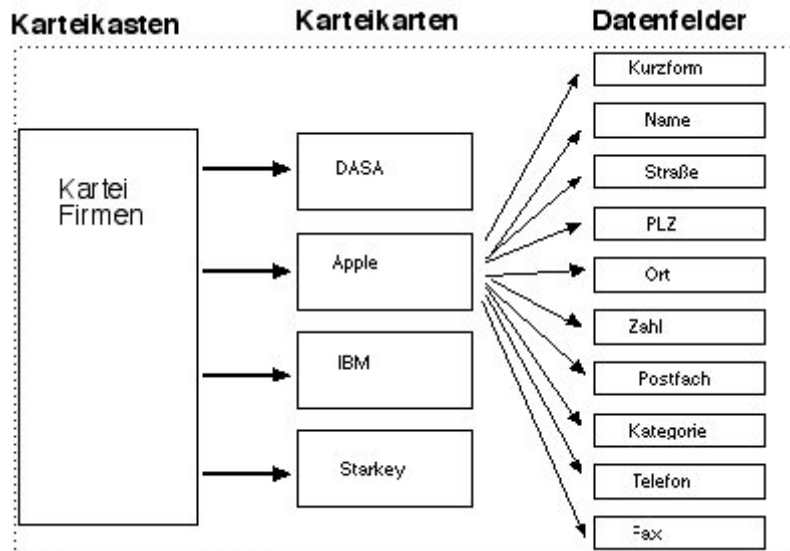 Karteikasten
Karteikarten
Datenfelder
Kartei
Firmen
DASA
Apple
IBM
Starkey
Kurzform
Name
Straße
PLZ
Ort
Zahl
Postfach
Kategorie
Telefon
Fax